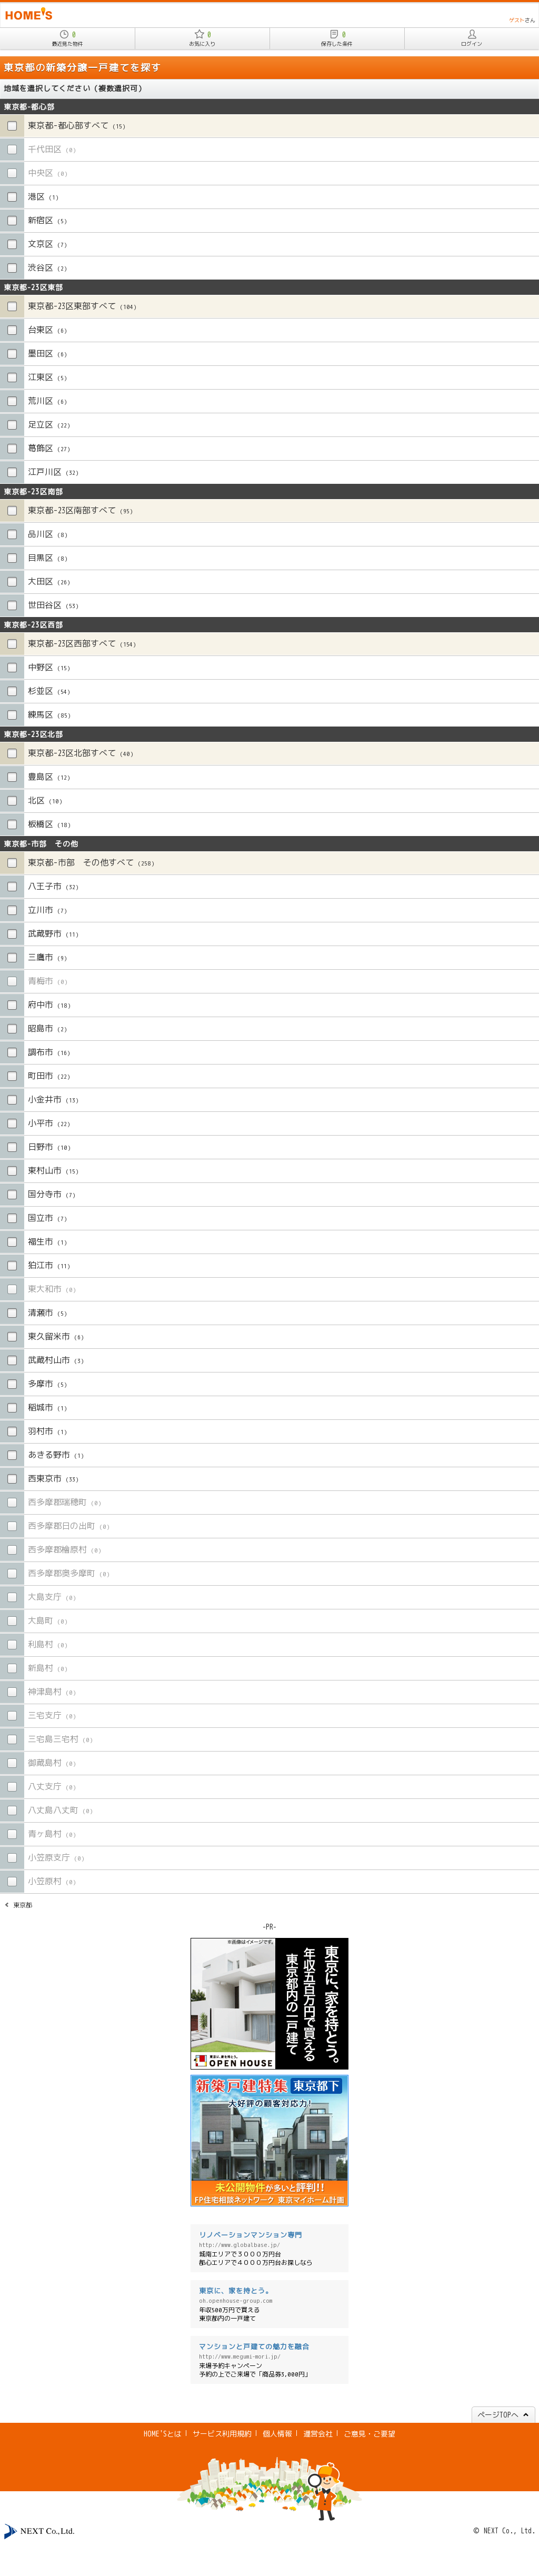 HOME'S
ゲストさん
0
最近見た物件
0
お気に入り
0
保存した条件
ログイン
東京都の新築分譲一戸建てを探す
地域を選択してください（複数選択可）
東京都-都心部
東京都-都心部すべて (15)
千代田区 (0)
中央区 (0)
港区 (1)
新宿区 (5)
文京区 (7)
渋谷区 (2)
東京都-23区東部
東京都-23区東部すべて (104)
台東区 (6)
墨田区 (6)
江東区 (5)
荒川区 (6)
足立区 (22)
葛飾区 (27)
江戸川区 (32)
東京都-23区南部
東京都-23区南部すべて (95)
品川区 (8)
目黒区 (8)
大田区 (26)
世田谷区 (53)
東京都-23区西部
東京都-23区西部すべて (154)
中野区 (15)
杉並区 (54)
練馬区 (85)
東京都-23区北部
東京都-23区北部すべて (40)
豊島区 (12)
北区 (10)
板橋区 (18)
東京都-市部　その他
東京都-市部　その他すべて (258)
八王子市 (32)
立川市 (7)
武蔵野市 (11)
三鷹市 (9)
青梅市 (0)
府中市 (18)
昭島市 (2)
調布市 (16)
町田市 (22)
小金井市 (13)
小平市 (22)
日野市 (10)
東村山市 (15)
国分寺市 (7)
国立市 (7)
福生市 (1)
狛江市 (11)
東大和市 (0)
清瀬市 (5)
東久留米市 (6)
武蔵村山市 (3)
多摩市 (5)
稲城市 (1)
羽村市 (1)
あきる野市 (1)
西東京市 (33)
西多摩郡瑞穂町 (0)
西多摩郡日の出町 (0)
西多摩郡檜原村 (0)
西多摩郡奥多摩町 (0)
大島支庁 (0)
大島町 (0)
利島村 (0)
新島村 (0)
神津島村 (0)
三宅支庁 (0)
三宅島三宅村 (0)
御蔵島村 (0)
八丈支庁 (0)
八丈島八丈町 (0)
青ヶ島村 (0)
小笠原支庁 (0)
小笠原村 (0)
東京都
-PR-
※画像はイメージです。
東京に、家を持とう。
年収五百万円で買える
東京都内の一戸建て
東京に、家を持とう。
OPEN HOUSE
新築戸建特集 東京都下
大好評の顧客対応力!
未公開物件が多いと評判!!
FP住宅相談ネットワーク 東京マイホーム計画
リノベーションマンション専門
http://www.globalbase.jp/
城南エリアで３０００万円台
都心エリアで４０００万円台お探しなら
東京に、家を持とう。
oh.openhouse-group.com
年収500万円で買える
東京都内の一戸建て
マンションと戸建ての魅力を融合
http://www.megumi-mori.jp/
来場予約キャンペーン
予約の上でご来場で「商品券3,000円」
ページTOPへ
HOME'Sとは | サービス利用規約 | 個人情報 | 運営会社 | ご意見・ご要望
NEXT Co., Ltd.
© NEXT Co., Ltd.